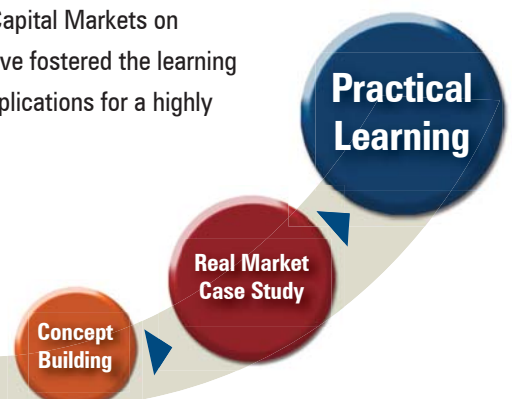 Capital Markets on
ve fostered the learning
plications for a highly
Practical
Learning
Real Market
Case Study
Concept
Building